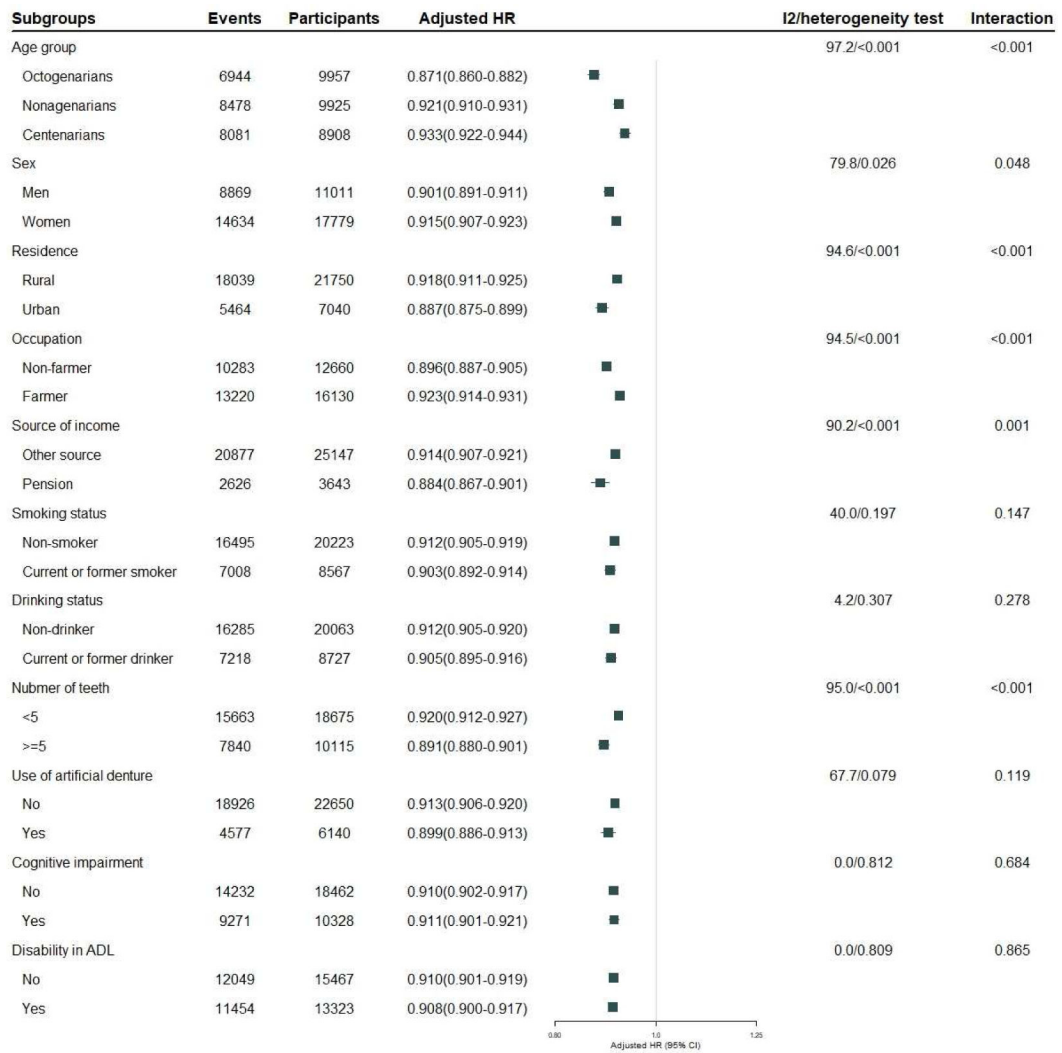 Subgroups Events Participants Adjusted HR I2/heterogeneity test Interaction
Age group 97.2/<0.001 <0.001
Octogenarians 6944 9957 0.871(0.860-0.882)
Nonagenarians 8478 9925 0.921(0.910-0.931)
Centenarians 8081 8908 0.933(0.922-0.944)
Sex 79.8/0.026 0.048
Men 8869 11011 0.901(0.891-0.911)
Women 14634 17779 0.915(0.907-0.923)
Residence 94.6/<0.001 <0.001
Rural 18039 21750 0.918(0.911-0.925)
Urban 5464 7040 0.887(0.875-0.899)
Occupation 94.5/<0.001 <0.001
Non-farmer 10283 12660 0.896(0.887-0.905)
Farmer 13220 16130 0.923(0.914-0.931)
Source of income 90.2/<0.001 0.001
Other source 20877 25147 0.914(0.907-0.921)
Pension 2626 3643 0.884(0.867-0.901)
Smoking status 40.0/0.197 0.147
Non-smoker 16495 20223 0.912(0.905-0.919)
Current or former smoker 7008 8567 0.903(0.892-0.914)
Drinking status 4.2/0.307 0.278
Non-drinker 16285 20063 0.912(0.905-0.920)
Current or former drinker 7218 8727 0.905(0.895-0.916)
Nubmer of teeth 95.0/<0.001 <0.001
<5 15663 18675 0.920(0.912-0.927)
>=5 7840 10115 0.891(0.880-0.901)
Use of artificial denture 67.7/0.079 0.119
No 18926 22650 0.913(0.906-0.920)
Yes 4577 6140 0.899(0.886-0.913)
Cognitive impairment 0.0/0.812 0.684
No 14232 18462 0.910(0.902-0.917)
Yes 9271 10328 0.911(0.901-0.921)
Disability in ADL 0.0/0.809 0.865
No 12049 15467 0.910(0.901-0.919)
Yes 11454 13323 0.908(0.900-0.917)
0.80 1.0 1.25
Adjusted HR (95% CI)